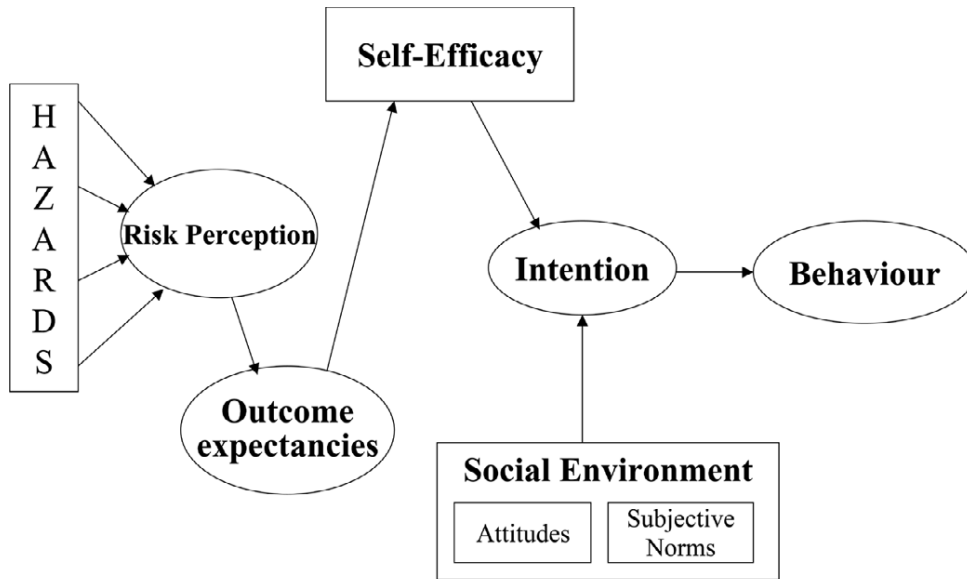 Self-Efficacy
H
A
Z
A
R
D
S
Risk Perception
Intention
Behaviour
Outcome
expectancies
Social Environment
Attitudes
Subjective
Norms